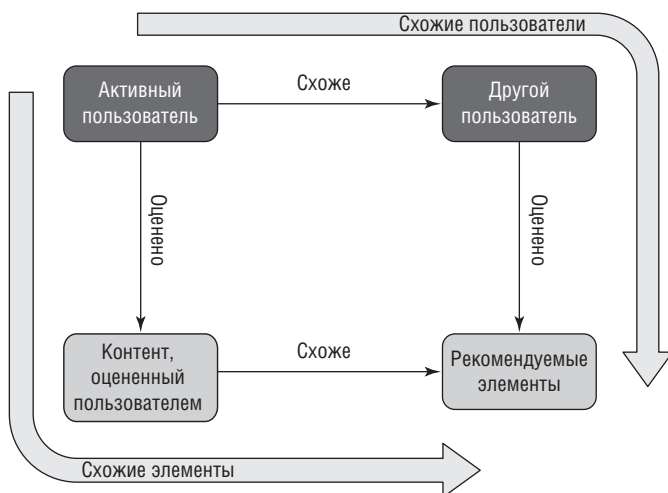 Схожие пользователи
Активный
пользователь
Схоже
Другой
пользователь
Оценено
Оценено
Контент,
оцененный
пользователем
Схоже
Рекомендуемые
элементы
Схожие элементы